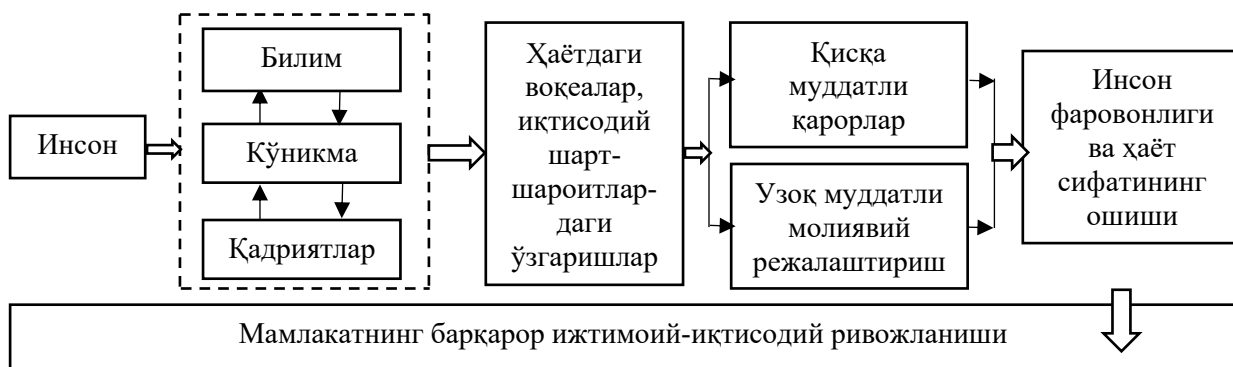 Инсон
Билим
Кўникма
Қадриятлар
Ҳаётдаги
воқеалар,
иқтисодий
шарт-
шароитлар-
даги
ўзгаришлар
Қисқа
муддатли
қарорлар
Узоқ муддатли
молиявий
режалаштириш
Инсон
фаровонлиги
ва ҳаёт
сифатининг
ошиши
Мамлакатнинг барқарор ижтимоий-иқтисодий ривожланиши